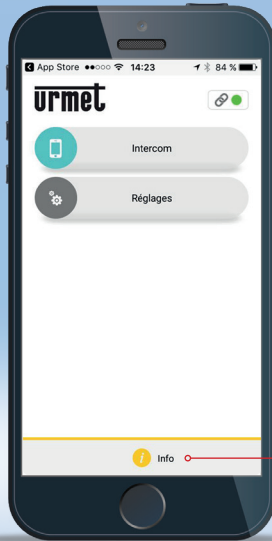 App Store 14:23 84 %
urmet
Intercom
Réglages
i Info